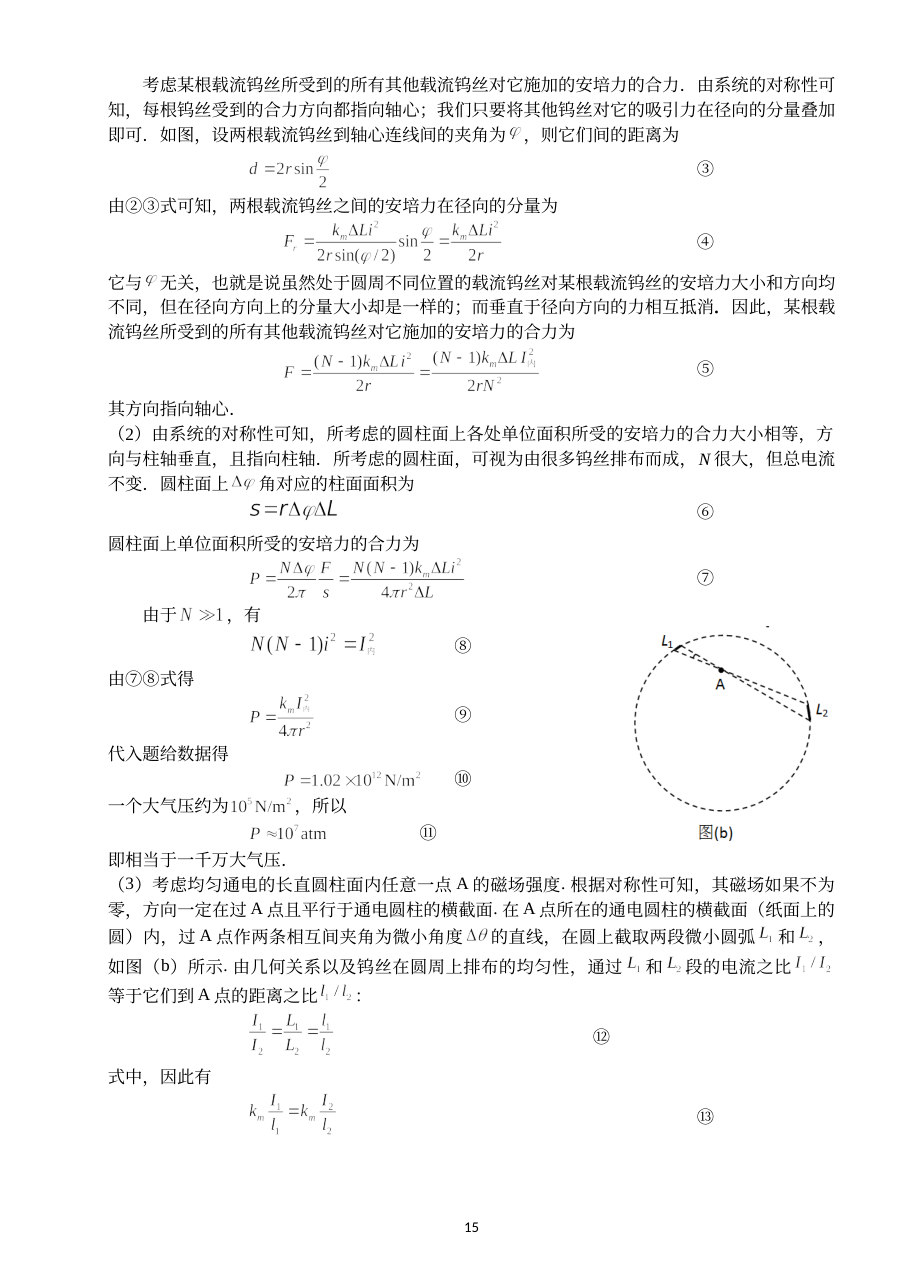 考虑某根载流钨丝所受到的所有其他载流钨丝对它施加的安培力的合力．由系统的对称性可
知，每根钨丝受到的合力方向都指向轴心；我们只要将其他钨丝对它的吸引力在径向的分量叠加
即可．如图，设两根载流钨丝到轴心连线间的夹角为φ，则它们间的距离为
d = 2r sin φ/2 ③
由②③式可知，两根载流钨丝之间的安培力在径向的分量为
F_r = k_mΔLi²/(2r sin(φ/2)) sin φ/2 = k_mΔLi²/2r ④
它与φ无关，也就是说虽然处于圆周不同位置的载流钨丝对某根载流钨丝的安培力大小和方向均
不同，但在径向方向上的分量大小却是一样的；而垂直于径向方向的力相互抵消．因此，某根载
流钨丝所受到的所有其他载流钨丝对它施加的安培力的合力为
F = (N−1)k_mΔLi²/2r = (N−1)k_mΔL I内²/2rN² ⑤
其方向指向轴心．
（2）由系统的对称性可知，所考虑的圆柱面上各处单位面积所受的安培力的合力大小相等，方
向与柱轴垂直，且指向柱轴．所考虑的圆柱面，可视为由很多钨丝排布而成，N 很大，但总电流
不变．圆柱面上Δφ角对应的柱面面积为
s = rΔφΔL ⑥
圆柱面上单位面积所受的安培力的合力为
P = NΔφ/2π F/s = N(N−1)k_mΔLi²/4πr²ΔL ⑦
由于N ≫1，有
N(N−1)i² = I内² ⑧
由⑦⑧式得
P = k_m I内²/4πr² ⑨
代入题给数据得
P = 1.02×10¹² N/m² ⑩
一个大气压约为10⁵ N/m²，所以
P ≈ 10⁷ atm ⑪
即相当于一千万大气压．
L₁
A
L₂
图(b)
（3）考虑均匀通电的长直圆柱面内任意一点 A 的磁场强度. 根据对称性可知，其磁场如果不为
零，方向一定在过 A 点且平行于通电圆柱的横截面. 在 A 点所在的通电圆柱的横截面（纸面上的
圆）内，过 A 点作两条相互间夹角为微小角度Δθ的直线，在圆上截取两段微小圆弧L₁和L₂，
如图（b）所示. 由几何关系以及钨丝在圆周上排布的均匀性，通过L₁和L₂段的电流之比I₁/I₂
等于它们到 A 点的距离之比l₁/l₂：
I₁/I₂ = L₁/L₂ = l₁/l₂ ⑫
式中，因此有
k_m I₁/l₁ = k_m I₂/l₂ ⑬
15